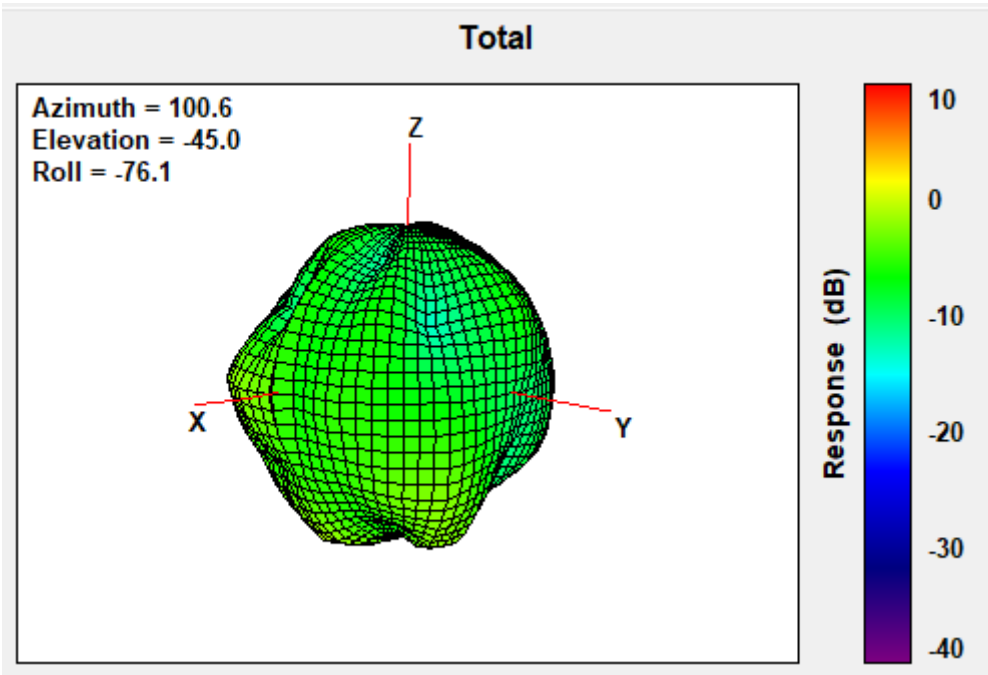 Total
Azimuth = 100.6
Elevation = -45.0
Roll = -76.1
Z
X
Y
10
0
-10
-20
-30
-40
Response (dB)